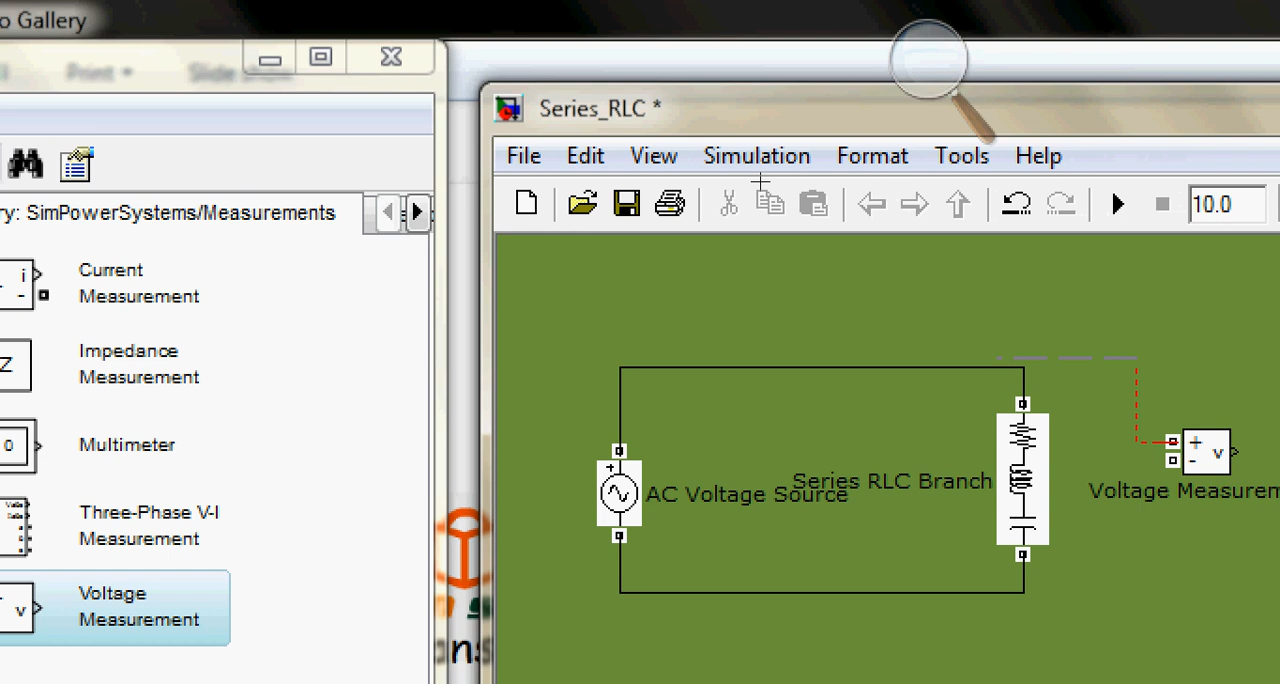 o Gallery
Print
Slide show
Series_RLC *
File Edit View Simulation Format Tools Help
10.0
ry: SimPowerSystems/Measurements
i
-
Current
Measurement
Z
Impedance
Measurement
0
Multimeter
Three-Phase V-I
Measurement
v
Voltage
Measurement
+
AC Voltage Source
Series RLC Branch
+
-
v
Voltage Measurem
ns